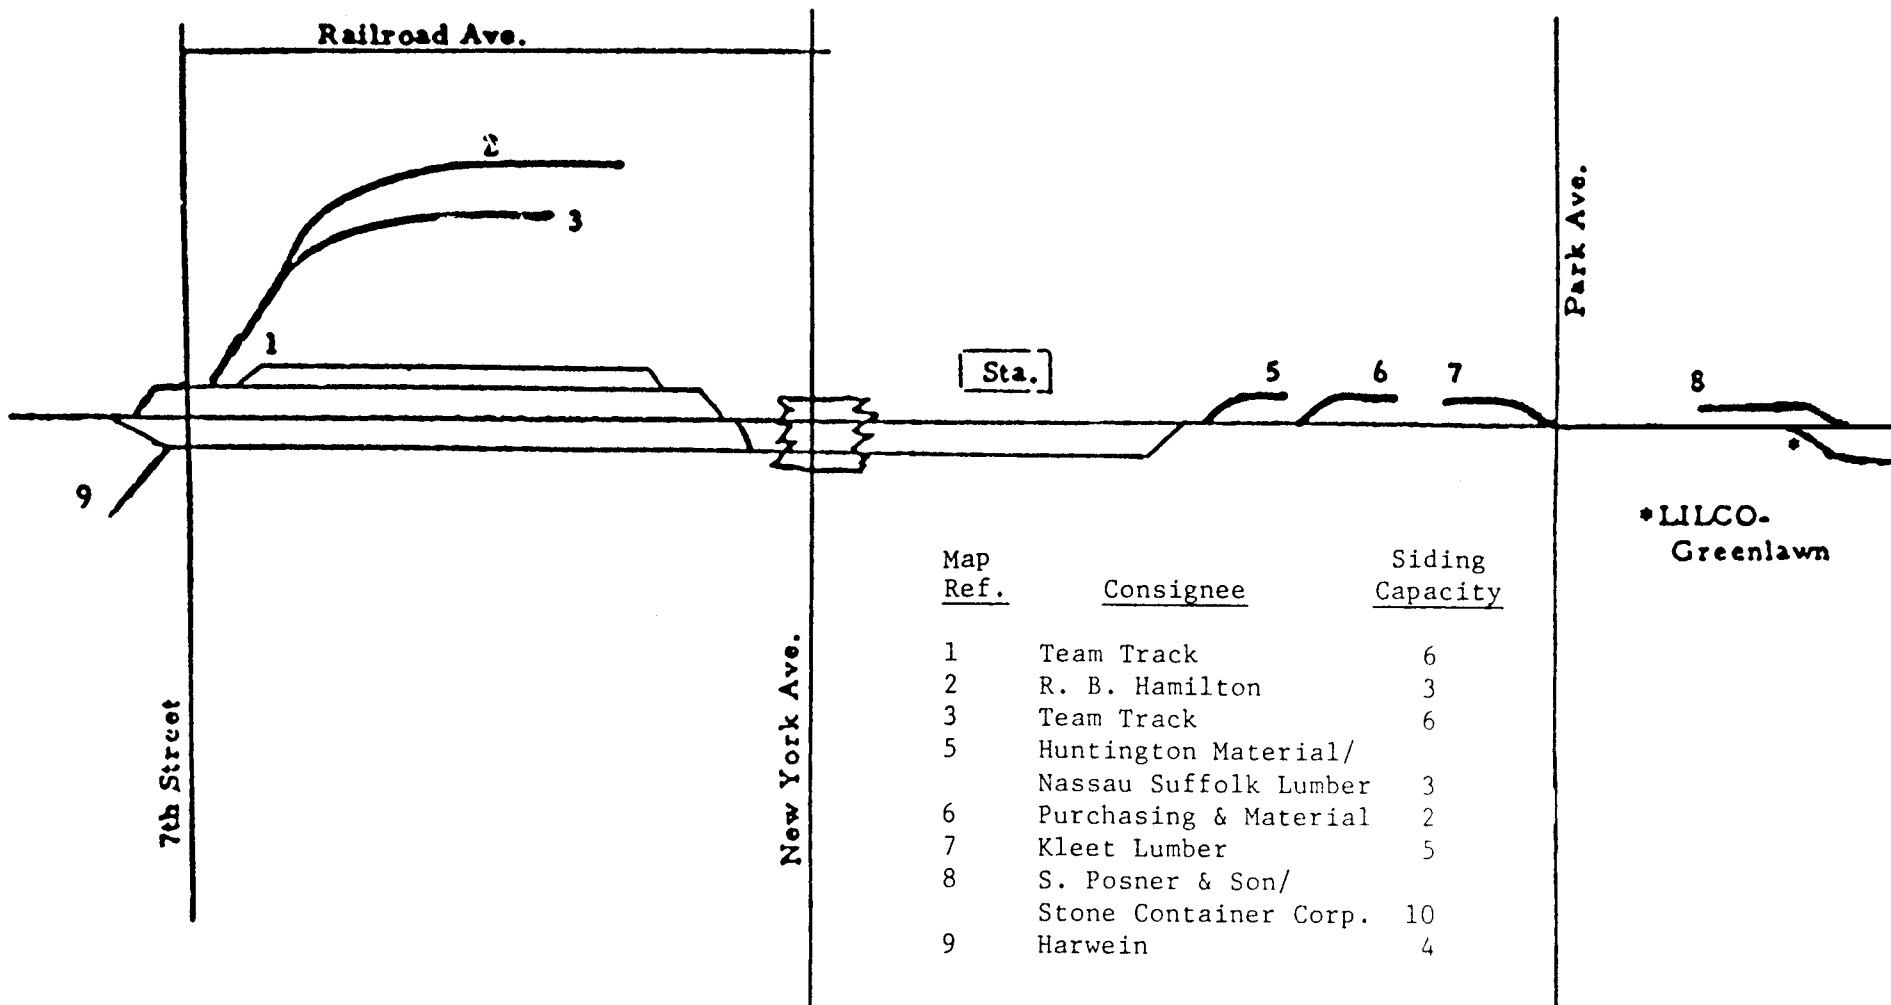 Railroad Ave.
2
3
1
Sta.
5
6
7
8
9
Park Ave.
*
*LILCO-
Greenlawn
7th Street
New York Ave.
Map Siding
Ref. Consignee Capacity
1 Team Track 6
2 R. B. Hamilton 3
3 Team Track 6
5 Huntington Material/
Nassau Suffolk Lumber 3
6 Purchasing & Material 2
7 Kleet Lumber 5
8 S. Posner & Son/
Stone Container Corp. 10
9 Harwein 4